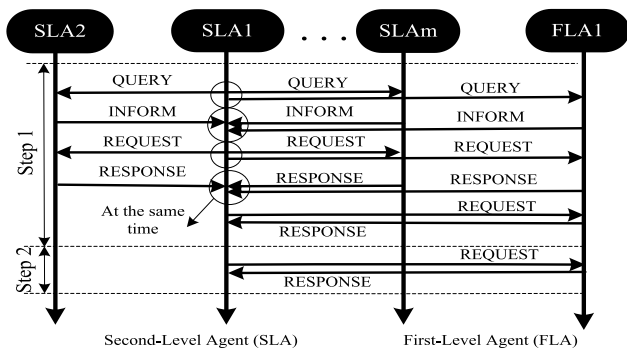 SLA2 SLA1 . . . SLAm FLA1
QUERY QUERY QUERY
INFORM INFORM INFORM
REQUEST REQUEST REQUEST
RESPONSE RESPONSE RESPONSE
Step 1
At the same
time
REQUEST
RESPONSE
Step 2
REQUEST
RESPONSE
Second-Level Agent (SLA) First-Level Agent (FLA)